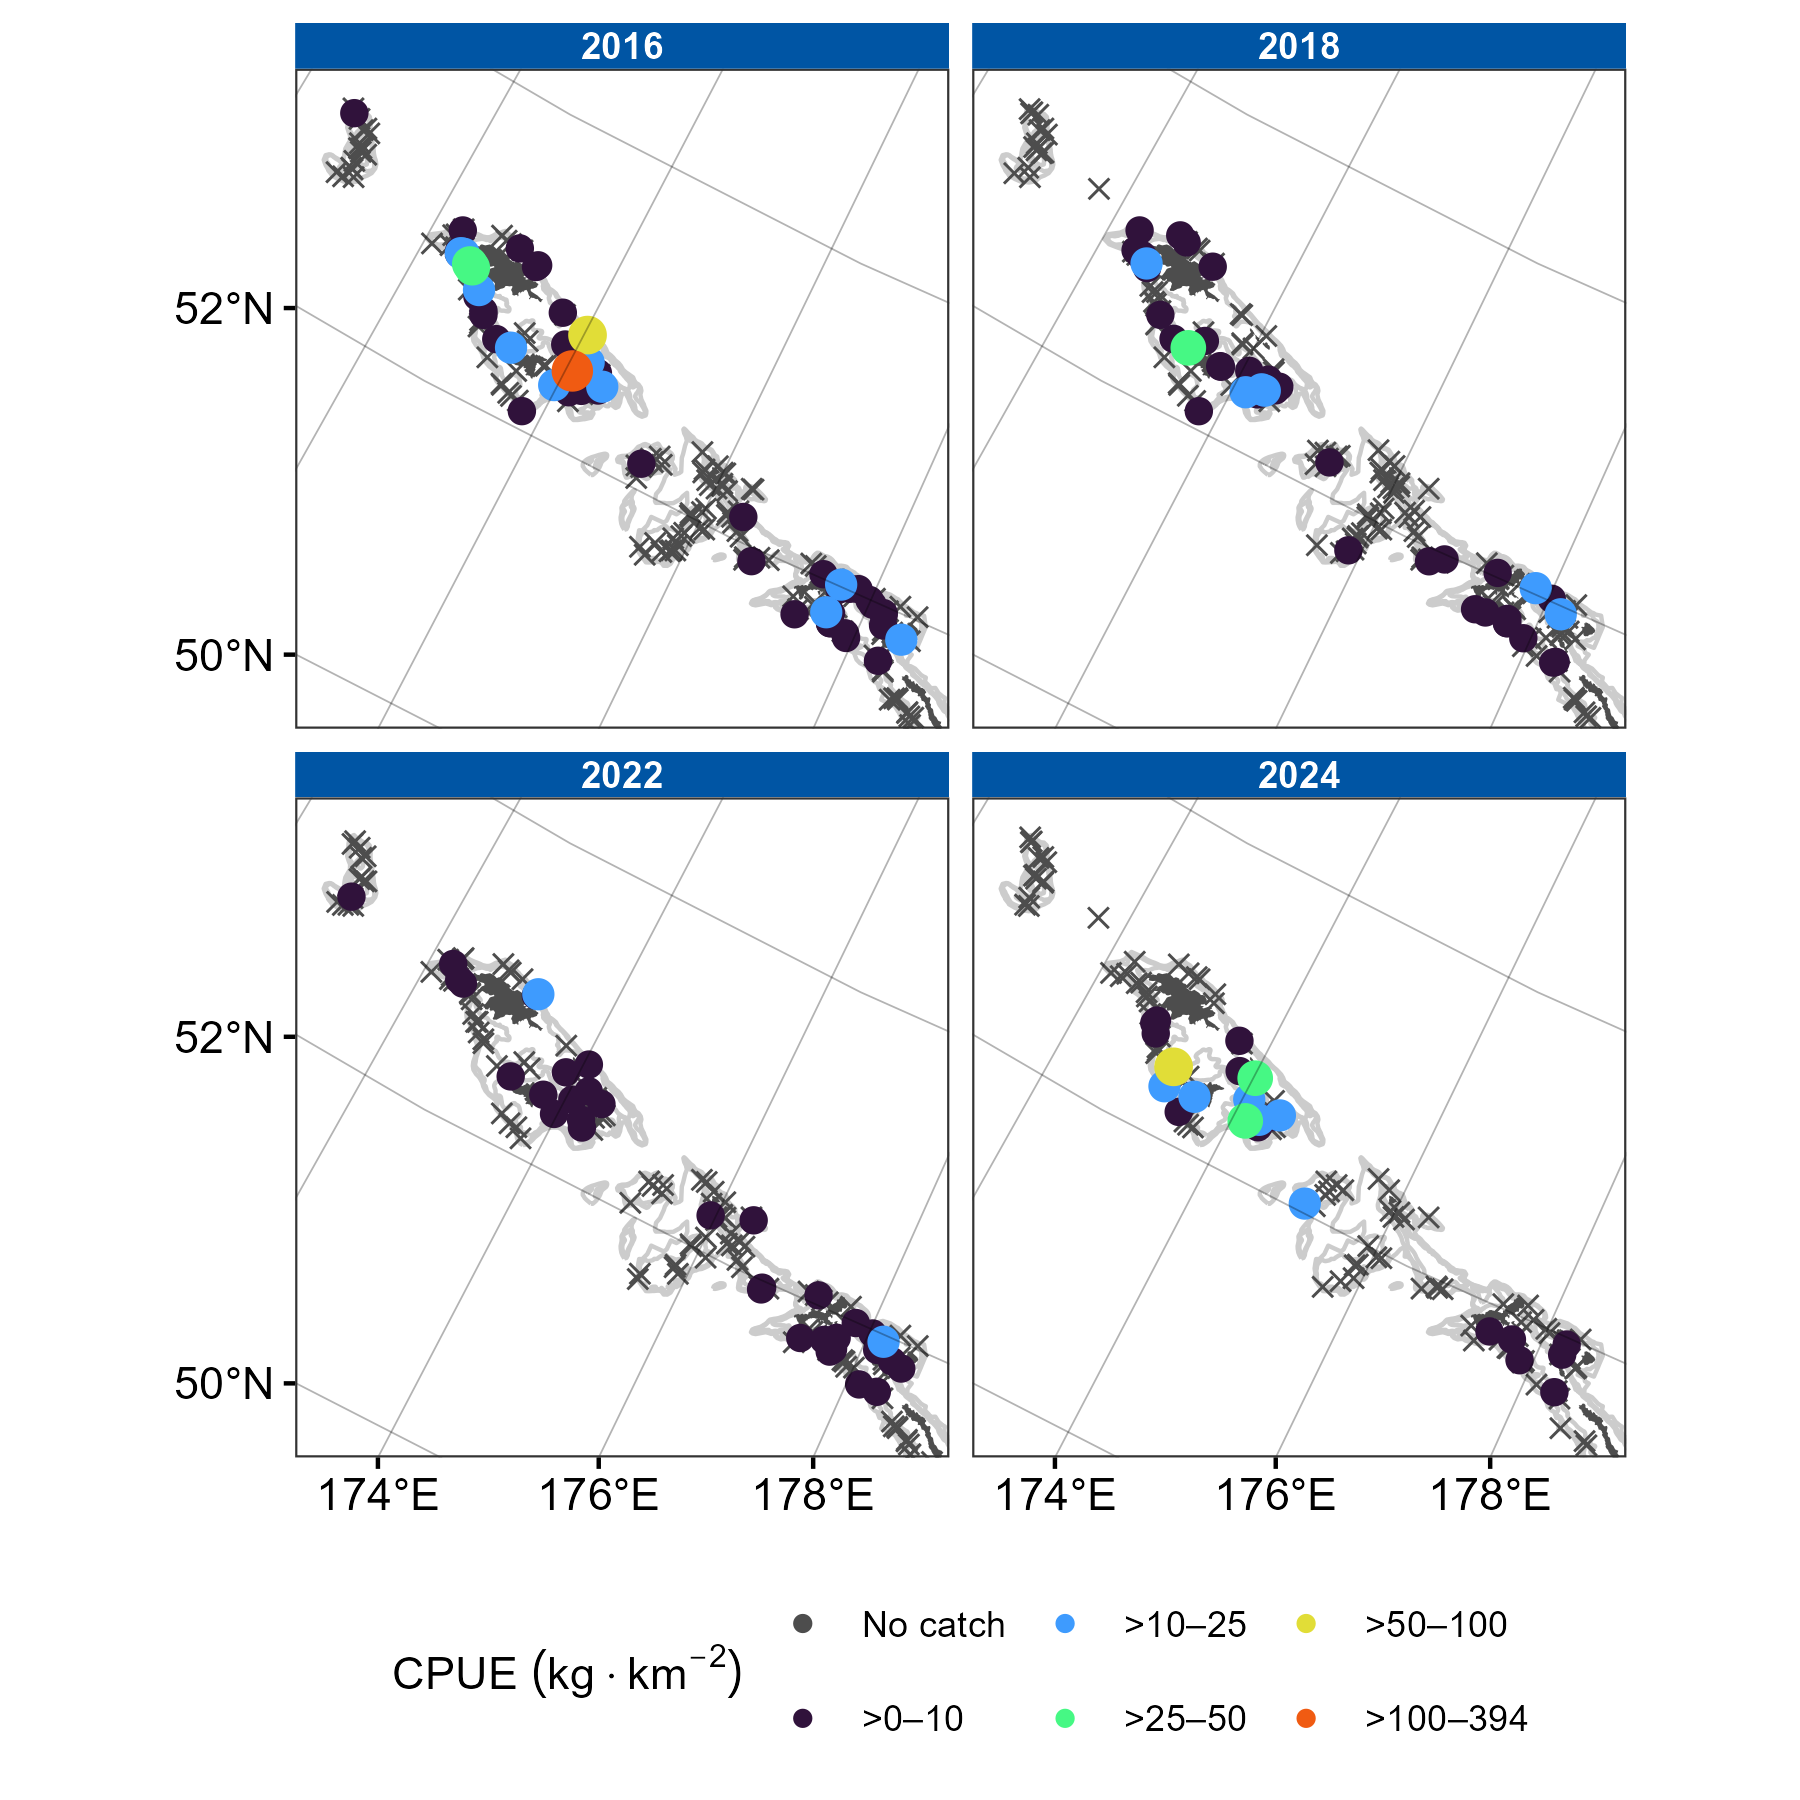 2016 2018
52°N
50°N
2022 2024
52°N
50°N
174°E 176°E 178°E 174°E 176°E 178°E
No catch >10–25 >50–100
CPUE (kg · km⁻²)
>0–10 >25–50 >100–394